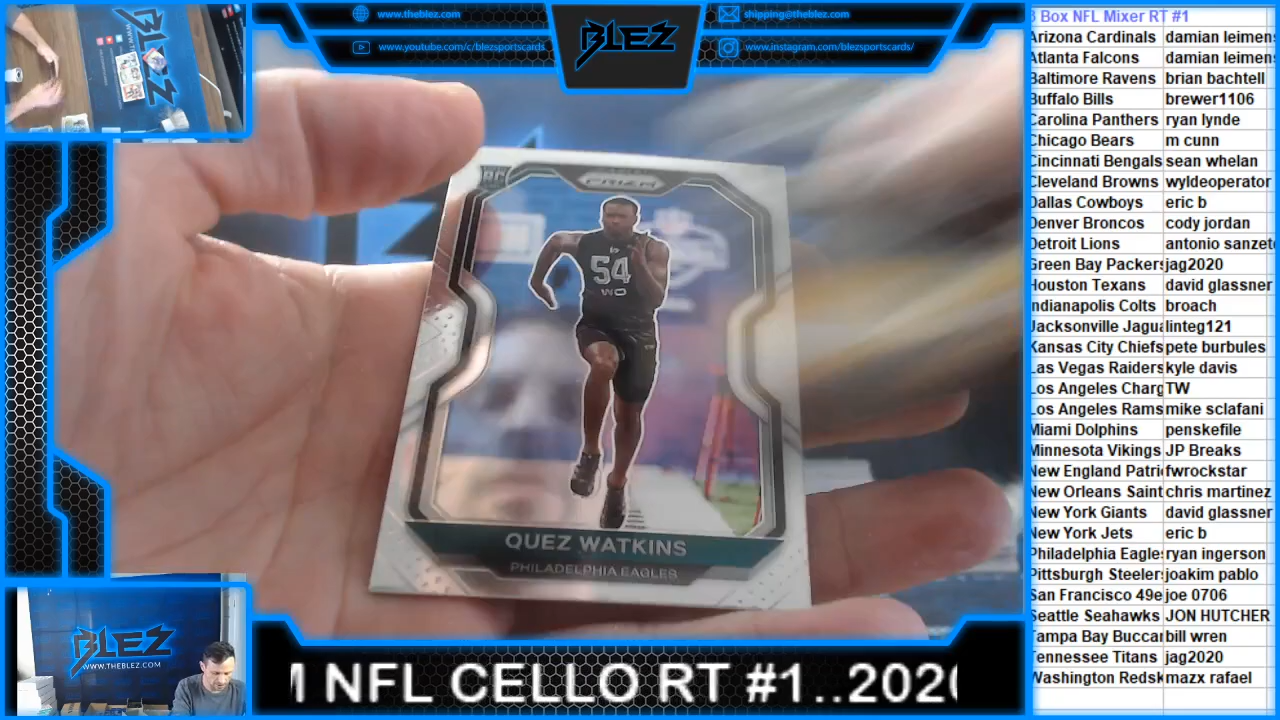 www.theblez.com
www.youtube.com/c/blezsportscards
BLEZ
shipping@theblez.com
www.instagram.com/blezsportscards/
BLEZ
RC
PRIZM
54
WO
QUEZ WATKINS
PHILADELPHIA EAGLES
BLEZ
WWW.THEBLEZ.COM
NFL CELLO RT #1..202
Box NFL Mixer RT #1
Arizona Cardinals damian leimens
Atlanta Falcons damian leimens
Baltimore Ravens brian bachtell
Buffalo Bills brewer1106
Carolina Panthers ryan lynde
Chicago Bears m cunn
Cincinnati Bengals sean whelan
Cleveland Browns wyldeoperator
Dallas Cowboys eric b
Denver Broncos cody jordan
Detroit Lions antonio sanzet
Green Bay Packers jag2020
Houston Texans david glassner
Indianapolis Colts broach
Jacksonville Jagua linteg121
Kansas City Chiefs pete burbules
Las Vegas Raiders kyle davis
Los Angeles Charg TW
Los Angeles Rams mike sclafani
Miami Dolphins penskefile
Minnesota Vikings JP Breaks
New England Patri fwrockstar
New Orleans Saint chris martinez
New York Giants david glassner
New York Jets eric b
Philadelphia Eagle ryan ingerson
Pittsburgh Steeler joakim pablo
San Francisco 49e joe 0706
Seattle Seahawks JON HUTCHER
Tampa Bay Buccar bill wren
Tennessee Titans jag2020
Washington Redsk mazx rafael